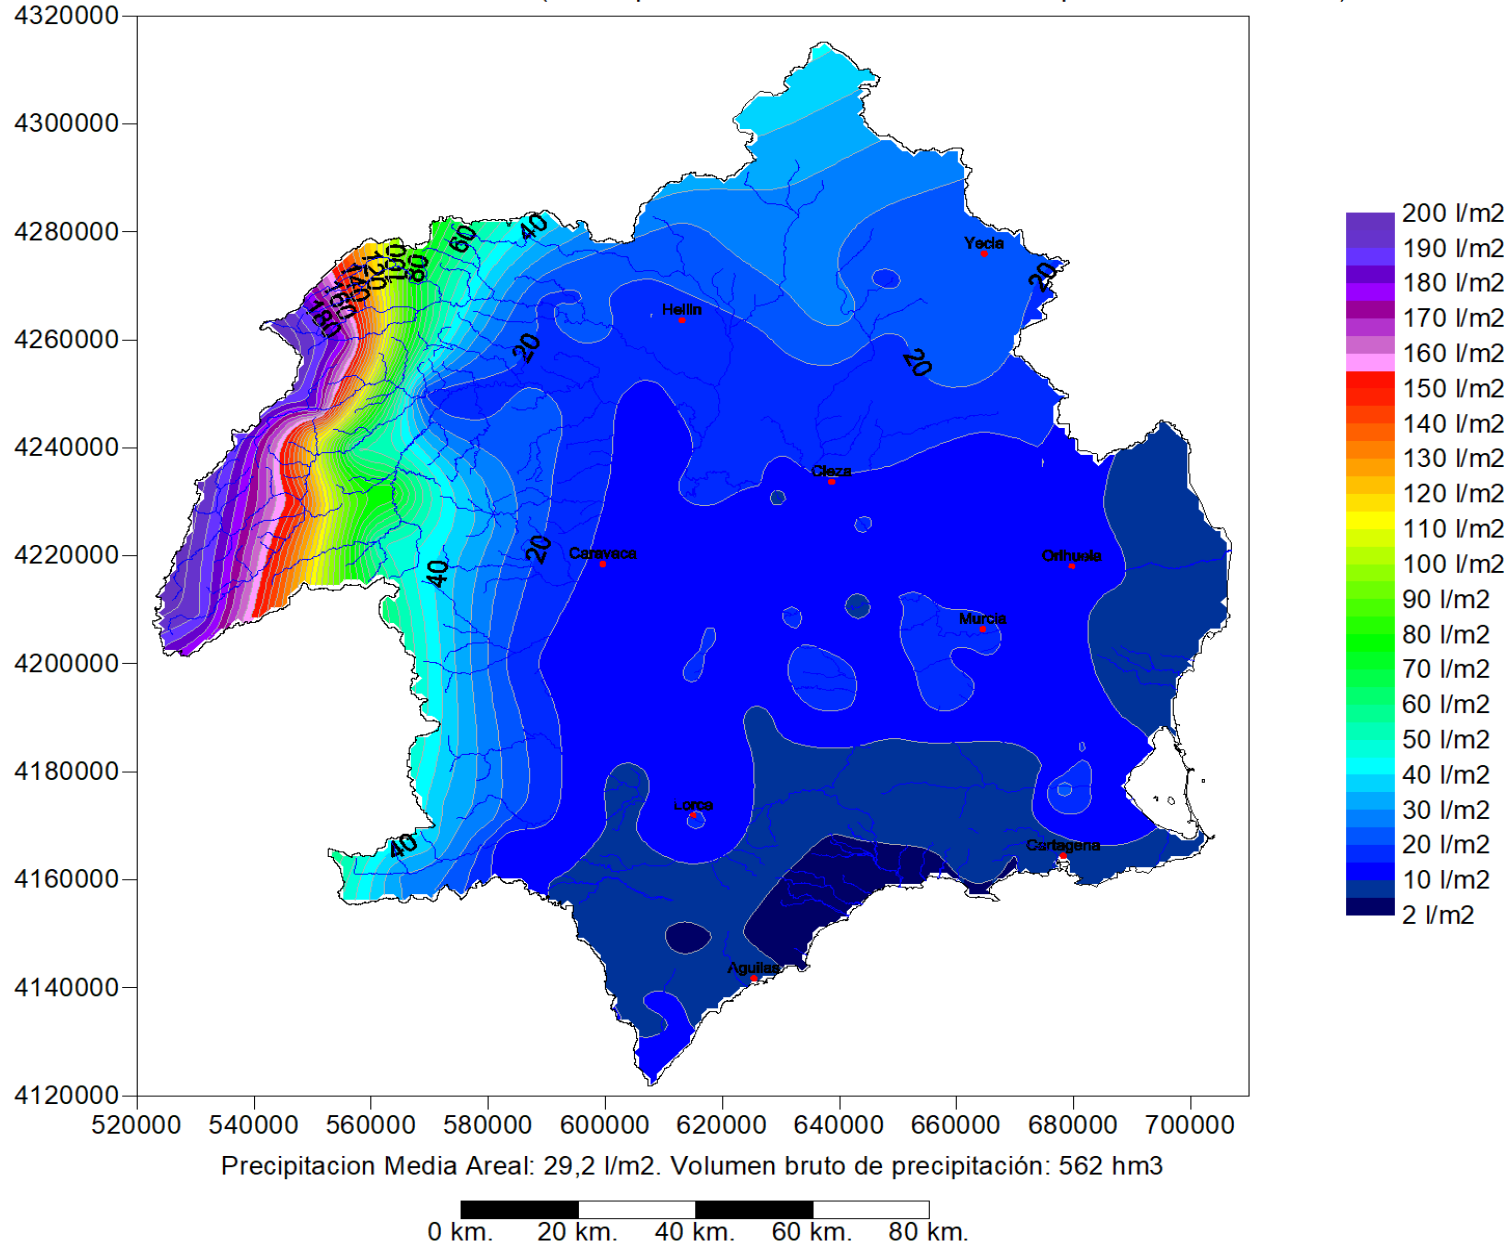 4320000
4300000
4280000
4260000
4240000
4220000
4200000
4180000
4160000
4140000
4120000
520000 540000 560000 580000 600000 620000 640000 660000 680000 700000
180
160
140
120
100
80
60
40
20
20
20
20
40
40
Yecla
Hellin
Cieza
Caravaca
Orihuela
Murcia
Lorca
Cartagena
Aguilas
200 l/m2
190 l/m2
180 l/m2
170 l/m2
160 l/m2
150 l/m2
140 l/m2
130 l/m2
120 l/m2
110 l/m2
100 l/m2
90 l/m2
80 l/m2
70 l/m2
60 l/m2
50 l/m2
40 l/m2
30 l/m2
20 l/m2
10 l/m2
2 l/m2
Precipitacion Media Areal: 29,2 l/m2. Volumen bruto de precipitación: 562 hm3
0 km. 20 km. 40 km. 60 km. 80 km.